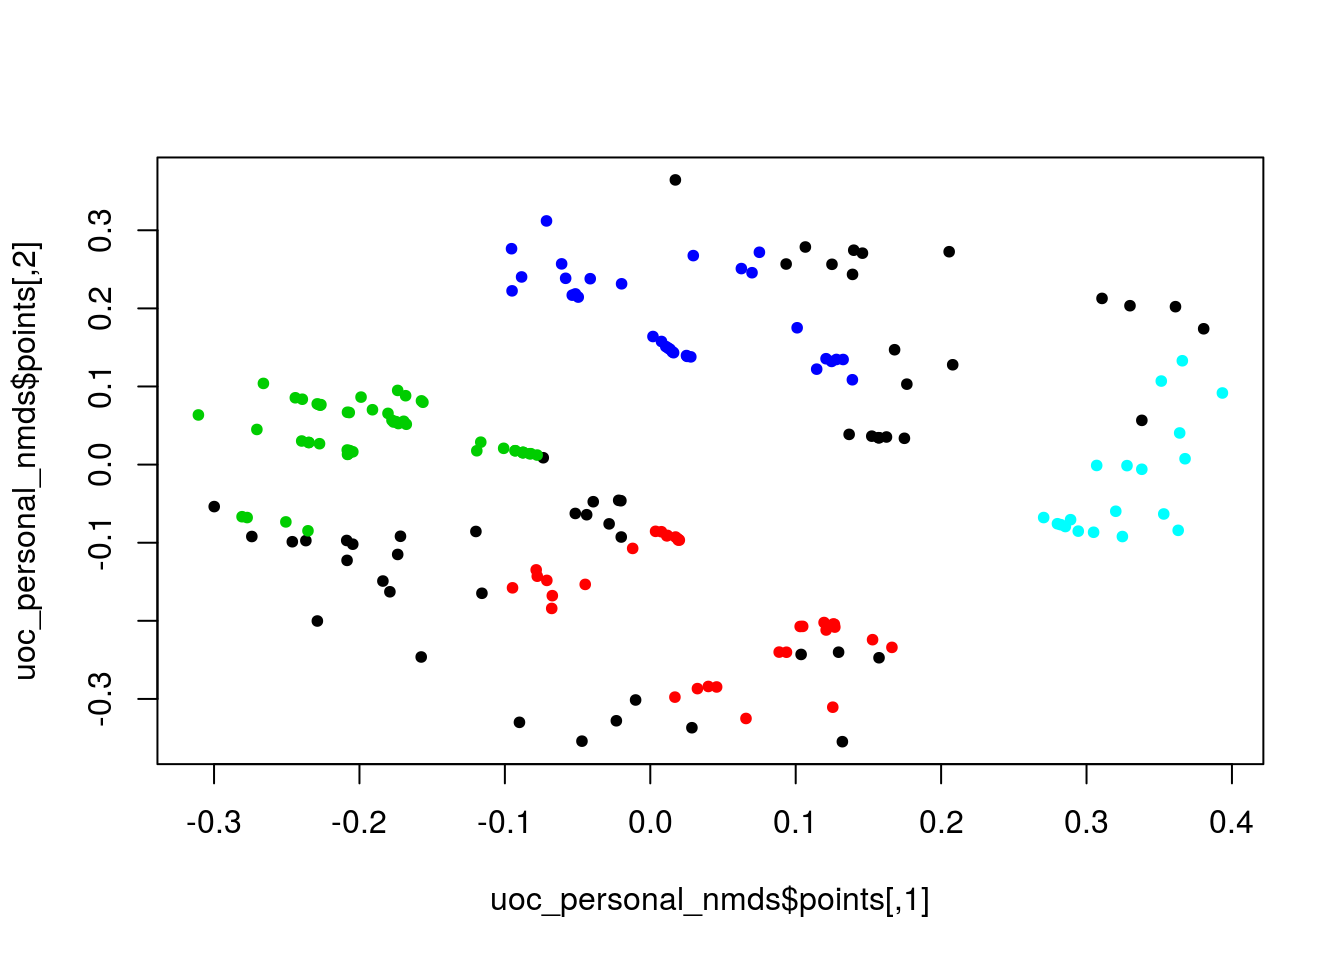 uoc_personal_nmds$points[,2]
0.3
0.2
0.1
0.0
-0.1
-0.3
-0.3 -0.2 -0.1 0.0 0.1 0.2 0.3 0.4
uoc_personal_nmds$points[,1]